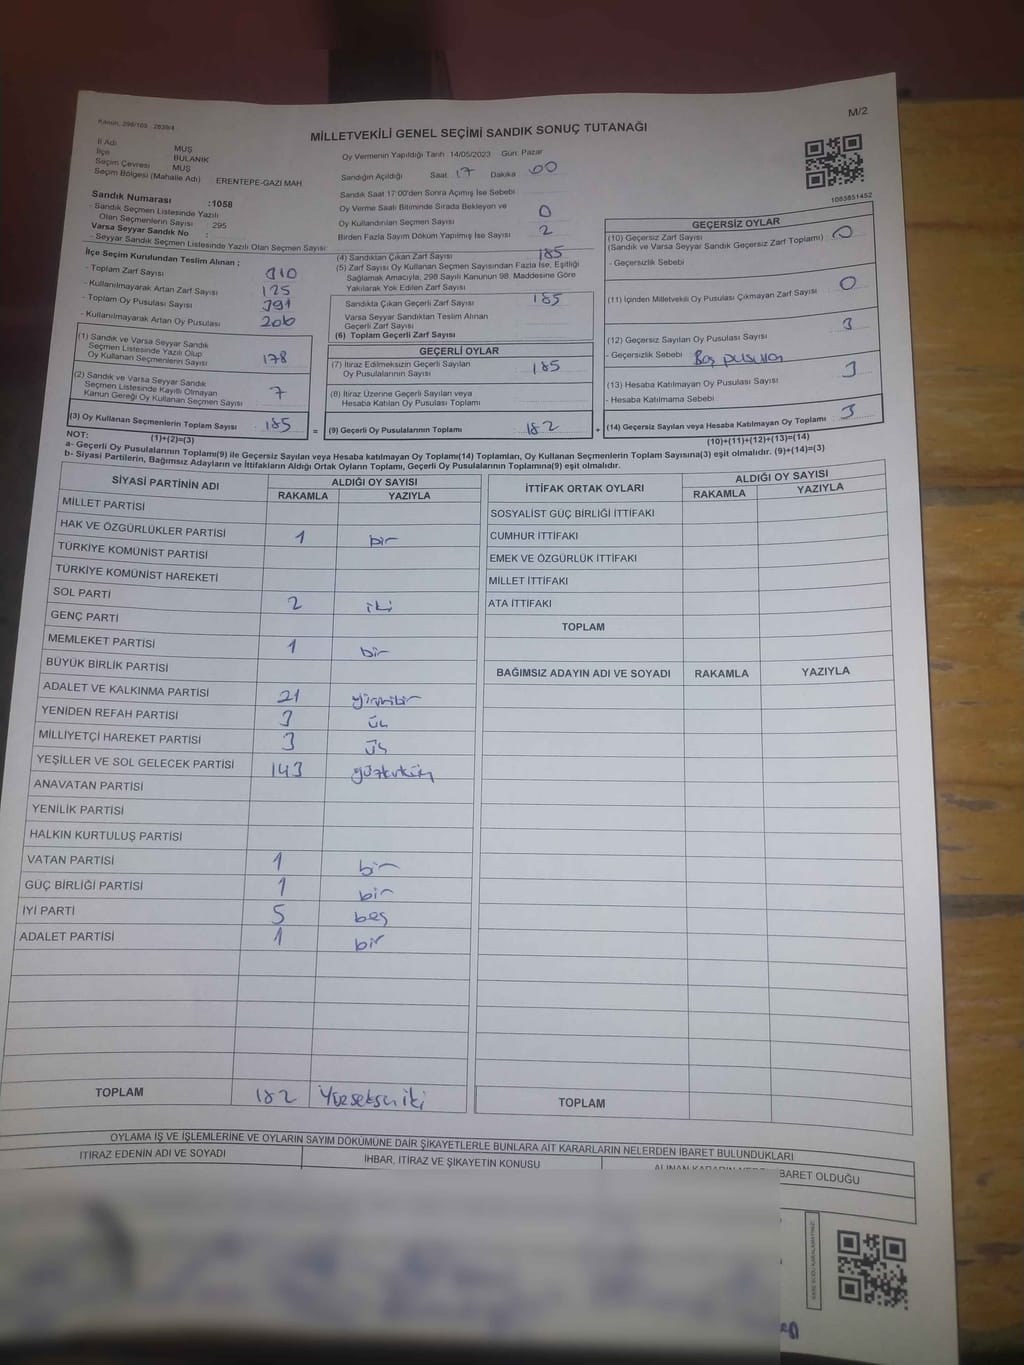 Kanun: 298/105 , 2839/4
M/2
MİLLETVEKİLİ GENEL SEÇİMİ SANDIK SONUÇ TUTANAĞI
İl Adı MUŞ
İlçe BULANIK
Seçim Çevresi MUŞ
Seçim Bölgesi (Mahalle Adı) ERENTEPE-GAZI MAH.
Sandık Numarası :1058
- Sandık Seçmen Listesinde Yazılı
Olan Seçmenlerin Sayısı : 295
Varsa Seyyar Sandık No :
- Seyyar Sandık Seçmen Listesinde Yazılı Olan Seçmen Sayısı:
İlçe Seçim Kurulundan Teslim Alınan :
- Toplam Zarf Sayısı 310
- Kullanılmayarak Artan Zarf Sayısı 125
- Toplam Oy Pusulası Sayısı 391
- Kullanılmayarak Artan Oy Pusulası 206
(1) Sandık ve Varsa Seyyar Sandık
Seçmen Listesinde Yazılı Olup
Oy Kullanan Seçmenlerin Sayısı 178
(2) Sandık ve Varsa Seyyar Sandık
Seçmen Listelerinde Kayıtlı Olmayan
Kanun Gereği Oy Kullanan Seçmen Sayısı 7
(3) Oy Kullanan Seçmenlerin Toplam Sayısı : 185
(1)+(2)=(3)
Oy Vermenin Yapıldığı Tarih :14/05/2023 Gün: Pazar
Sandığın Açıldığı Saat 17 Dakika 00
Sandık Saat 17:00'den Sonra Açımış İse Sebebi
Oy Verme Saati Bitiminde Sırada Bekleyen ve
Oy Kullandırılan Seçmen Sayısı 0
Birden Fazla Sayım Döküm Yapılmış İse Sayısı 2
(4) Sandıktan Çıkan Zarf Sayısı 185
(5) Zarf Sayısı Oy Kullanan Seçmen Sayısından Fazla İse, Eşitliği
Sağlamak Amacıyla, 298 Sayılı Kanunun 98. Maddesine Göre
Yakılarak Yok Edilen Zarf Sayısı
Sandıkta Çıkan Geçerli Zarf Sayısı 185
Varsa Seyyar Sandıktan Teslim Alınan
Geçerli Zarf Sayısı
(6) Toplam Geçerli Zarf Sayısı
GEÇERLİ OYLAR
(7) İtiraz Edilmeksizin Geçerli Sayılan
Oy Pusulalarının Sayısı 185
(8) İtiraz Üzerine Geçerli Sayılan veya
Hesaba Katılan Oy Pusulası Toplamı
= (9) Geçerli Oy Pusulalarının Toplamı : 182 +
1083851452
GEÇERSİZ OYLAR
(10) Geçersiz Zarf Sayısı
(Sandık ve Varsa Seyyar Sandık Geçersiz Zarf Toplamı) 0
- Geçersizlik Sebebi
(11) İçinden Milletvekili Oy Pusulası Çıkmayan Zarf Sayısı 0
(12) Geçersiz Sayılan Oy Pusulası Sayısı 3
- Geçersizlik Sebebi Boş pusula
(13) Hesaba Katılmayan Oy Pusulası Sayısı 3
- Hesaba Katılmama Sebebi
(14) Geçersiz Sayılan veya Hesaba Katılmayan Oy Toplamı 3
(10)+(11)+(12)+(13)=(14)
NOT:
a- Geçerli Oy Pusulalarının Toplamı(9) ile Geçersiz Sayılan veya Hesaba katılmayan Oy Toplamı(14) Toplamları, Oy Kullanan Seçmenlerin Toplam Sayısına(3) eşit olmalıdır. (9)+(14)=(3)
b- Siyasi Partilerin, Bağımsız Adayların ve İttifakların Aldığı Ortak Oyların Toplamı, Geçerli Oy Pusulalarının Toplamına(9) eşit olmalıdır.
SİYASİ PARTİNİN ADI ALDIĞI OY SAYISI
RAKAMLA YAZIYLA
MİLLET PARTİSİ
HAK VE ÖZGÜRLÜKLER PARTİSİ 1 bir
TÜRKİYE KOMÜNİST PARTİSİ
TÜRKİYE KOMÜNİST HAREKETİ
SOL PARTİ 2 iki
GENÇ PARTİ
MEMLEKET PARTİSİ 1 bir
BÜYÜK BİRLİK PARTİSİ
ADALET VE KALKINMA PARTİSİ 21 yirmibir
YENİDEN REFAH PARTİSİ 3 üç
MİLLİYETÇİ HAREKET PARTİSİ 3 üç
YEŞİLLER VE SOL GELECEK PARTİSİ 143
ANAVATAN PARTİSİ
YENİLİK PARTİSİ
HALKIN KURTULUŞ PARTİSİ
VATAN PARTİSİ 1 bir
GÜÇ BİRLİĞİ PARTİSİ 1 bir
İYİ PARTİ 5 beş
ADALET PARTİSİ 1 bir
TOPLAM 182
İTTİFAK ORTAK OYLARI ALDIĞI OY SAYISI
RAKAMLA YAZIYLA
SOSYALİST GÜÇ BİRLİĞİ İTTİFAKI
CUMHUR İTTİFAKI
EMEK VE ÖZGÜRLÜK İTTİFAKI
MİLLET İTTİFAKI
ATA İTTİFAKI
TOPLAM
BAĞIMSIZ ADAYIN ADI VE SOYADI RAKAMLA YAZIYLA
TOPLAM
OYLAMA İŞ VE İŞLEMLERİNE VE OYLARIN SAYIM DÖKÜMÜNE DAİR ŞİKAYETLERLE BUNLARA AİT KARARLARIN NELERDEN İBARET BULUNDUKLARI
İTİRAZ EDENİN ADI VE SOYADI İHBAR, İTİRAZ VE ŞİKAYETİN KONUSU BARET OLDUĞU